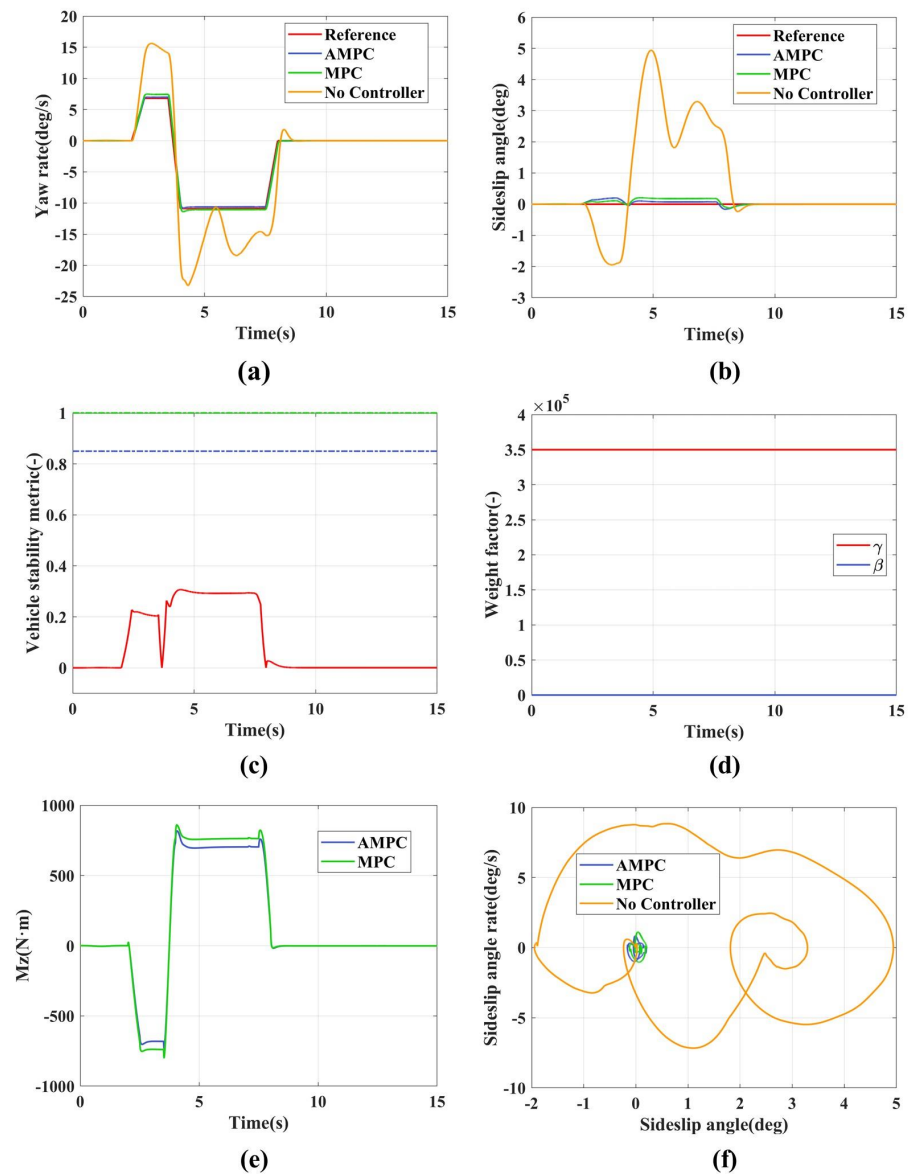 20
15
10
5
0
-5
-10
-15
-20
-25
Yaw rate(deg/s)
Reference
AMPC
MPC
No Controller
0 5 10 15
Time(s)
(a)
6
5
4
3
2
1
0
-1
-2
-3
Sideslip angle(deg)
Reference
AMPC
MPC
No Controller
0 5 10 15
Time(s)
(b)
1
0.8
0.6
0.4
0.2
0
Vehicle stability metric(-)
0 5 10 15
Time(s)
(c)
×10⁵
4
3.5
3
2.5
2
1.5
1
0.5
0
Weight factor(-)
γ
β
0 5 10 15
Time(s)
(d)
1000
500
0
-500
-1000
Mz(N·m)
AMPC
MPC
0 5 10 15
Time(s)
(e)
10
5
0
-5
-10
Sideslip angle rate(deg/s)
AMPC
MPC
No Controller
-2 -1 0 1 2 3 4 5
Sideslip angle(deg)
(f)